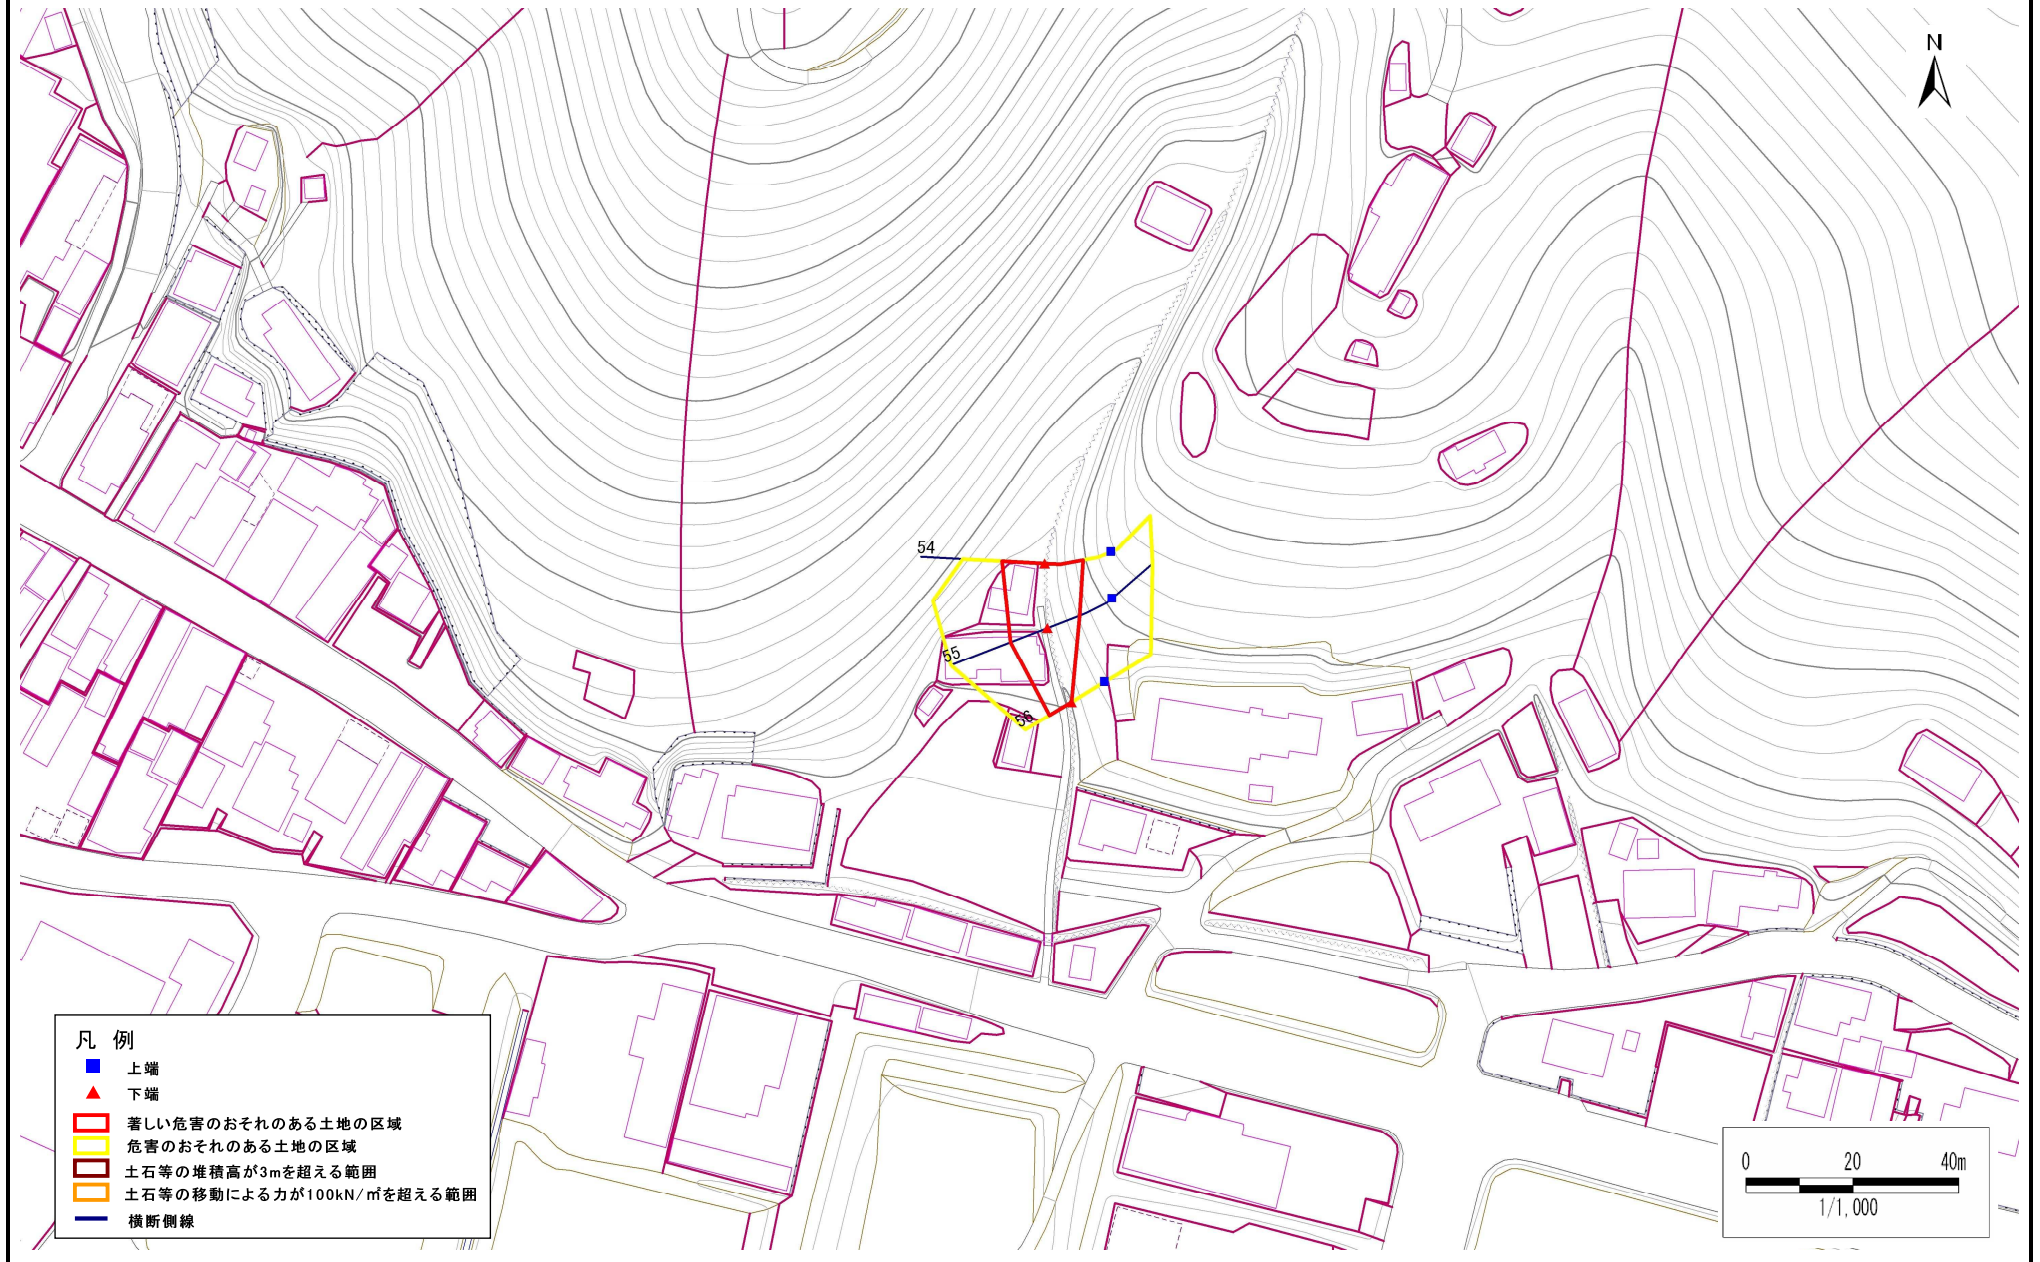 N
54
55
56
凡 例
上端
下端
著しい危害のおそれのある土地の区域
危害のおそれのある土地の区域
土石等の堆積高が3mを超える範囲
土石等の移動による力が100kN/㎡を超える範囲
横断側線
0 20 40m
1/1,000